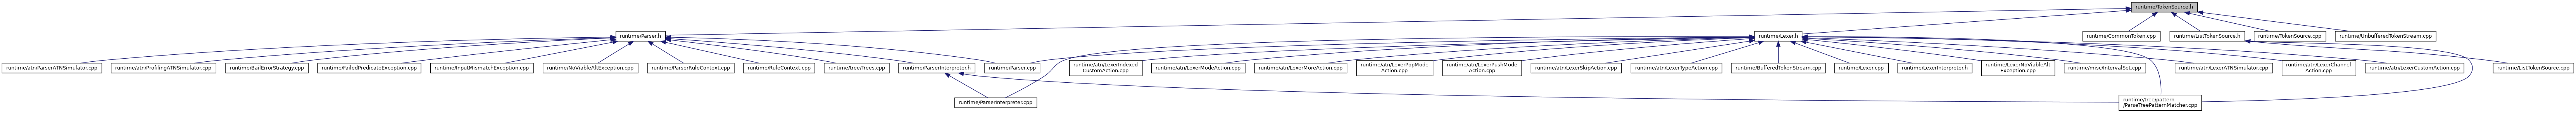 runtime/TokenSource.h
runtime/Parser.h
runtime/Lexer.h
runtime/CommonToken.cpp
runtime/ListTokenSource.h
runtime/TokenSource.cpp
runtime/UnbufferedTokenStream.cpp
runtime/atn/ParserATNSimulator.cpp
runtime/atn/ProfilingATNSimulator.cpp
runtime/BailErrorStrategy.cpp
runtime/FailedPredicateException.cpp
runtime/InputMismatchException.cpp
runtime/NoViableAltException.cpp
runtime/ParserRuleContext.cpp
runtime/RuleContext.cpp
runtime/tree/Trees.cpp
runtime/ParserInterpreter.h
runtime/Parser.cpp
runtime/atn/LexerIndexed
CustomAction.cpp
runtime/atn/LexerModeAction.cpp
runtime/atn/LexerMoreAction.cpp
runtime/atn/LexerPopMode
Action.cpp
runtime/atn/LexerPushMode
Action.cpp
runtime/atn/LexerSkipAction.cpp
runtime/atn/LexerTypeAction.cpp
runtime/BufferedTokenStream.cpp
runtime/Lexer.cpp
runtime/LexerInterpreter.h
runtime/LexerNoViableAlt
Exception.cpp
runtime/misc/IntervalSet.cpp
runtime/atn/LexerATNSimulator.cpp
runtime/atn/LexerChannel
Action.cpp
runtime/atn/LexerCustomAction.cpp
runtime/ListTokenSource.cpp
runtime/ParserInterpreter.cpp
runtime/tree/pattern
/ParseTreePatternMatcher.cpp